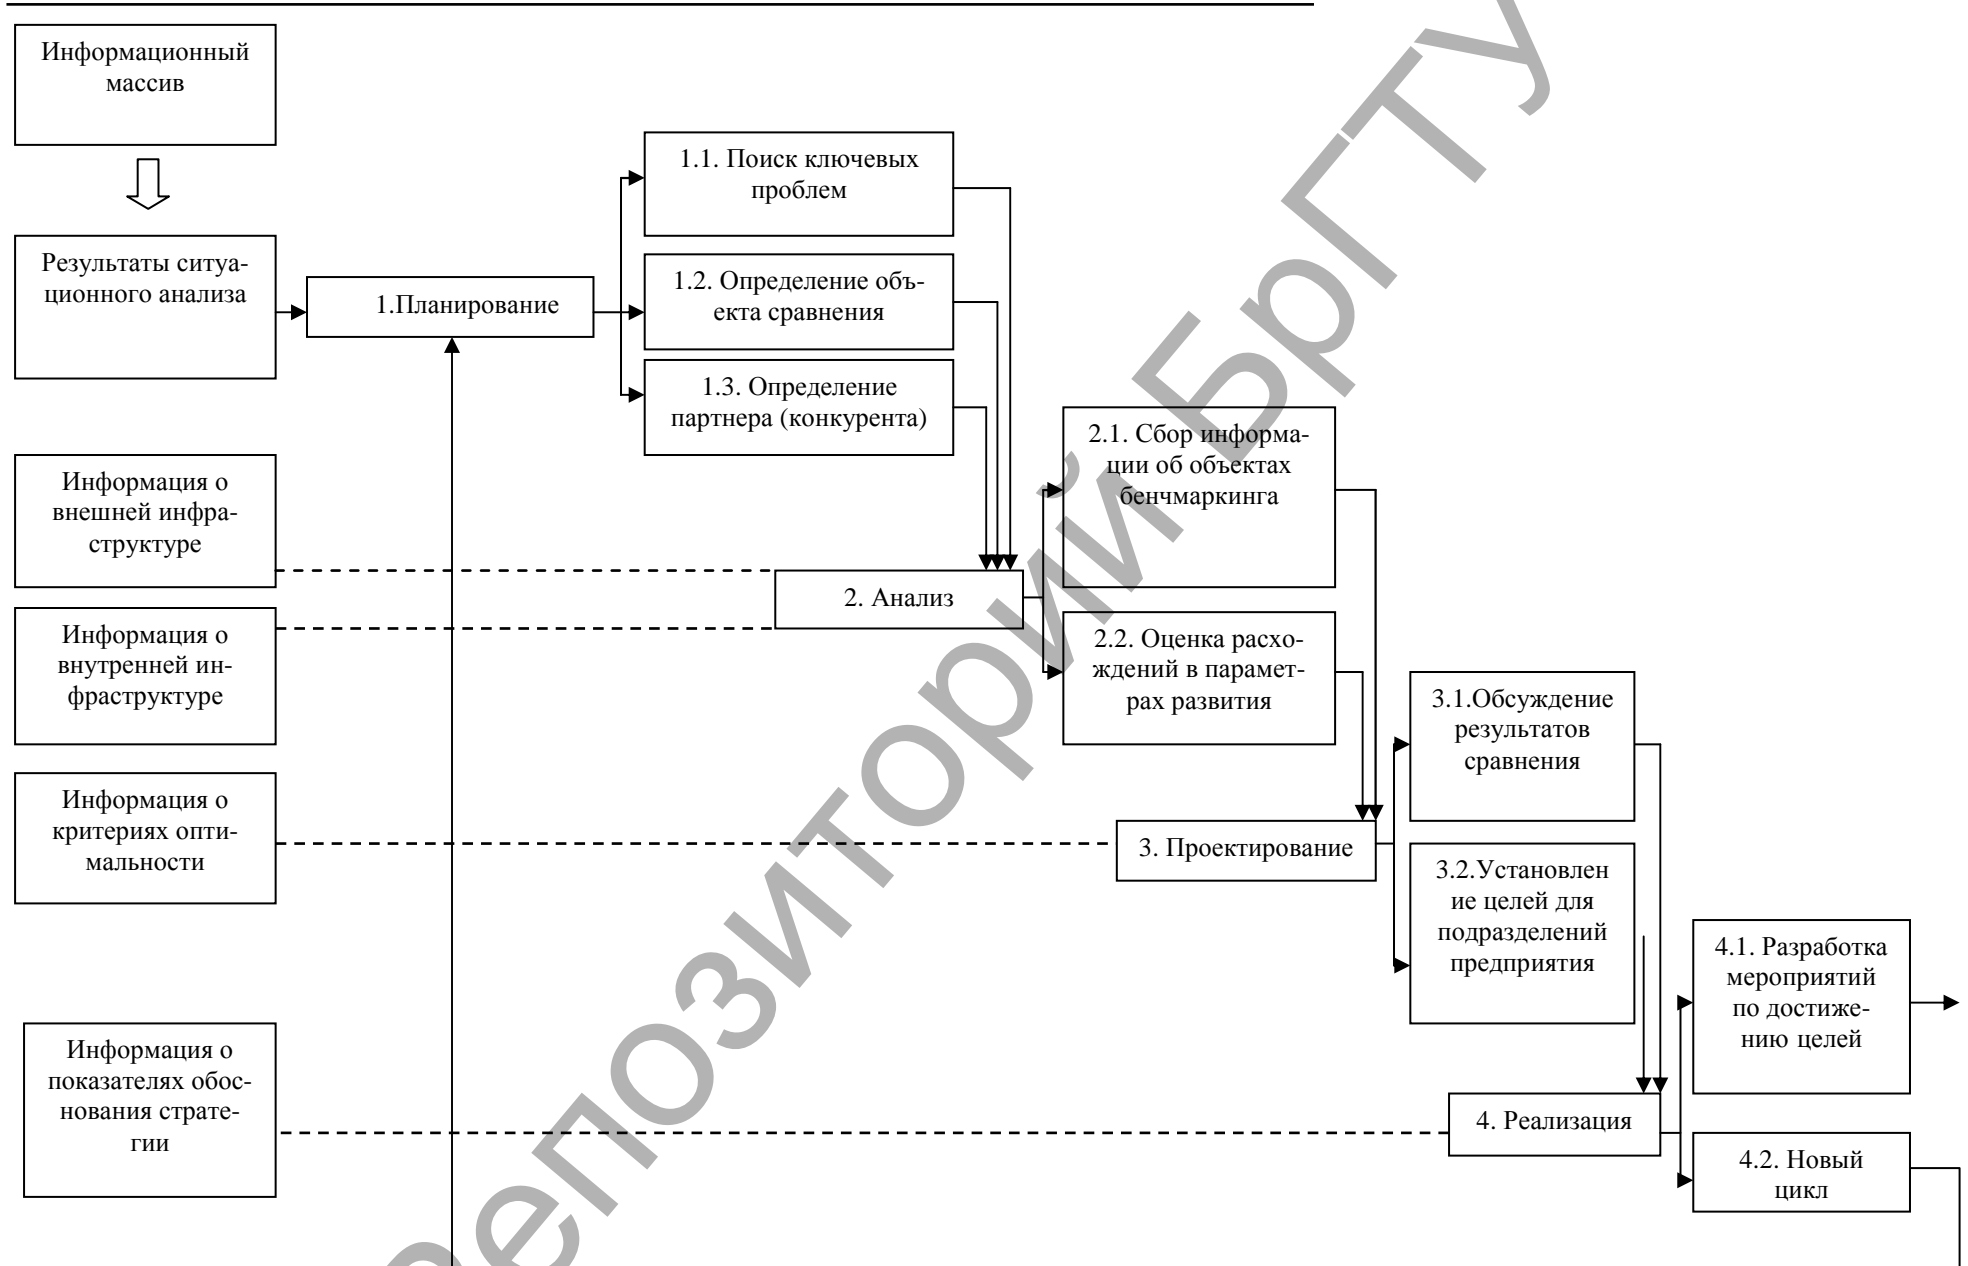 Информационный
массив
Результаты ситуа-
ционного анализа
1.Планирование
1.1. Поиск ключевых
проблем
1.2. Определение объ-
екта сравнения
1.3. Определение
партнера (конкурента)
Информация о
внешней инфра-
структуре
Информация о
внутренней ин-
фраструктуре
2. Анализ
2.1. Сбор информа-
ции об объектах
бенчмаркинга
2.2. Оценка расхо-
ждений в парамет-
рах развития
Информация о
критериях опти-
мальности
3. Проектирование
3.1.Обсуждение
результатов
сравнения
3.2.Установлен
ие целей для
подразделений
предприятия
Информация о
показателях обос-
нования страте-
гии
4. Реализация
4.1. Разработка
мероприятий
по достиже-
нию целей
4.2. Новый
цикл
Репозиторий БрГТУ